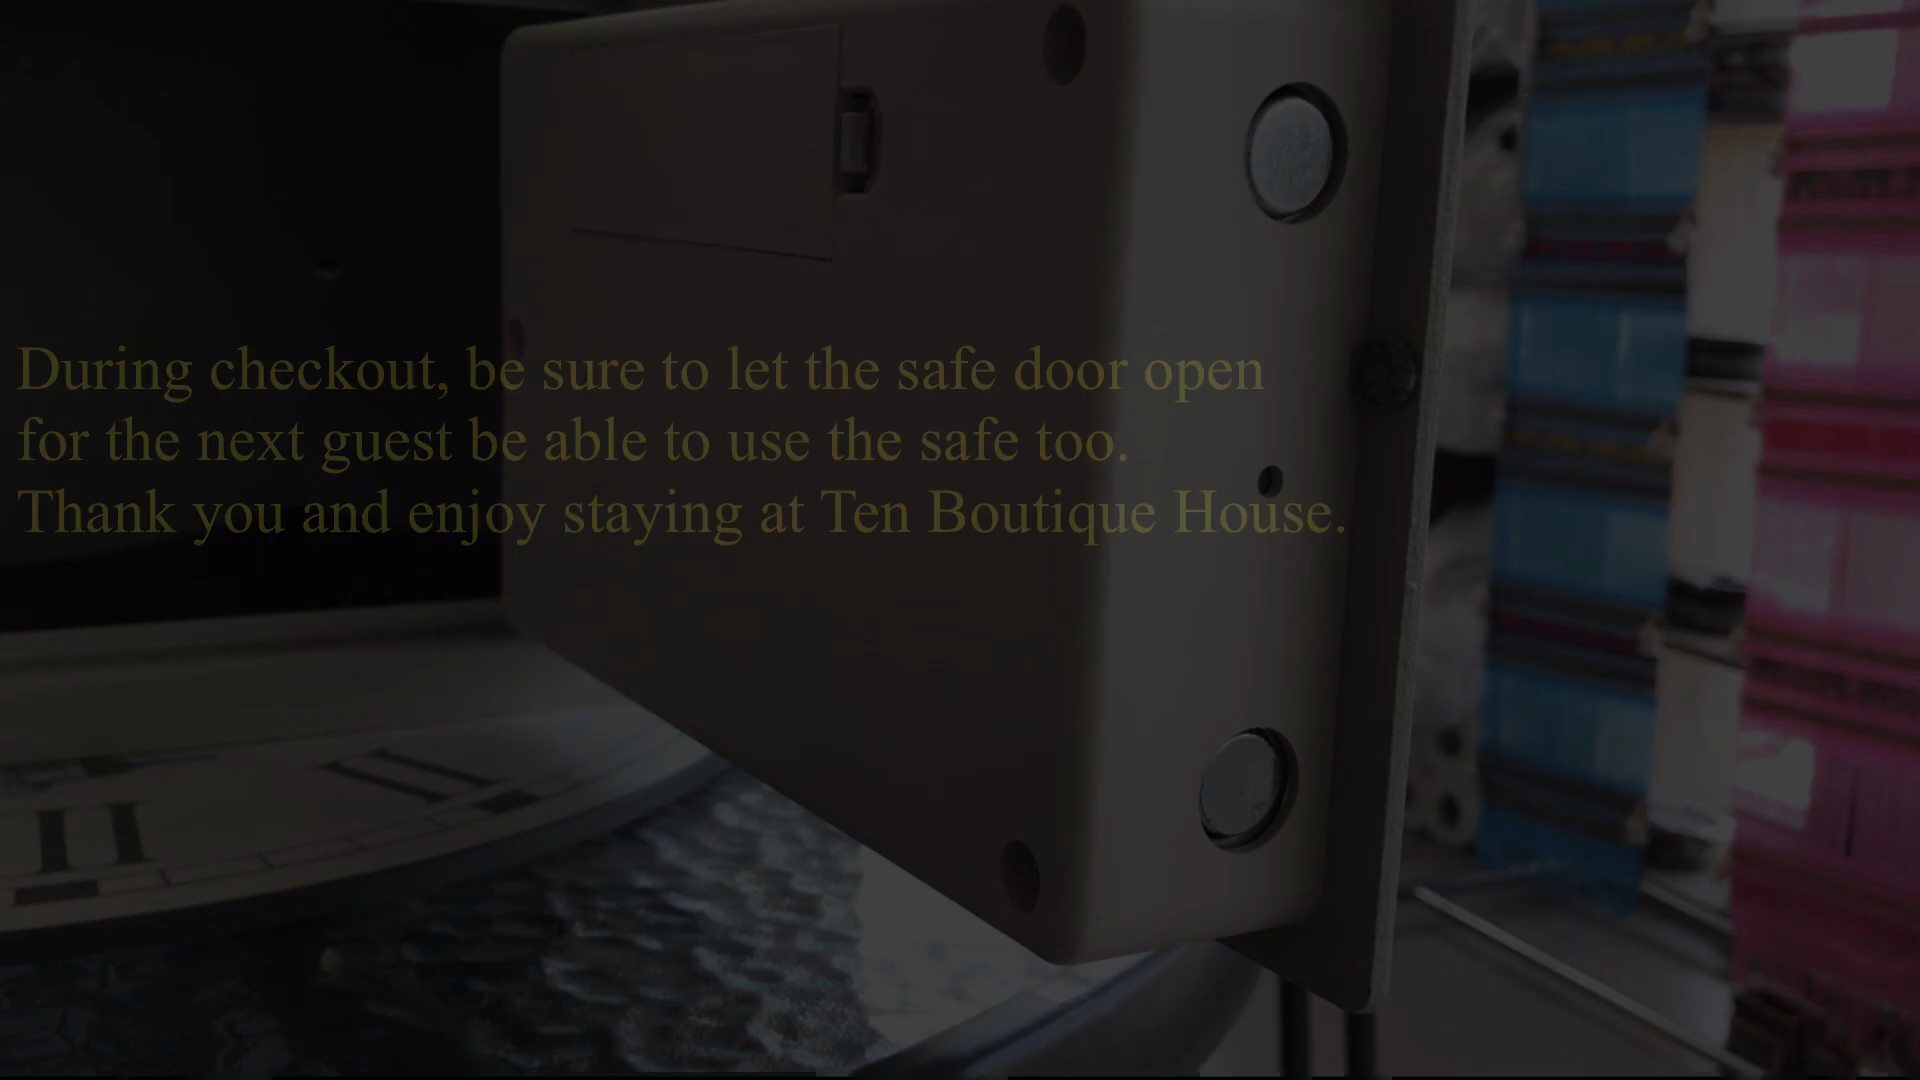 During checkout, be sure to let the safe door open
for the next guest be able to use the safe too.
Thank you and enjoy staying at Ten Boutique House.